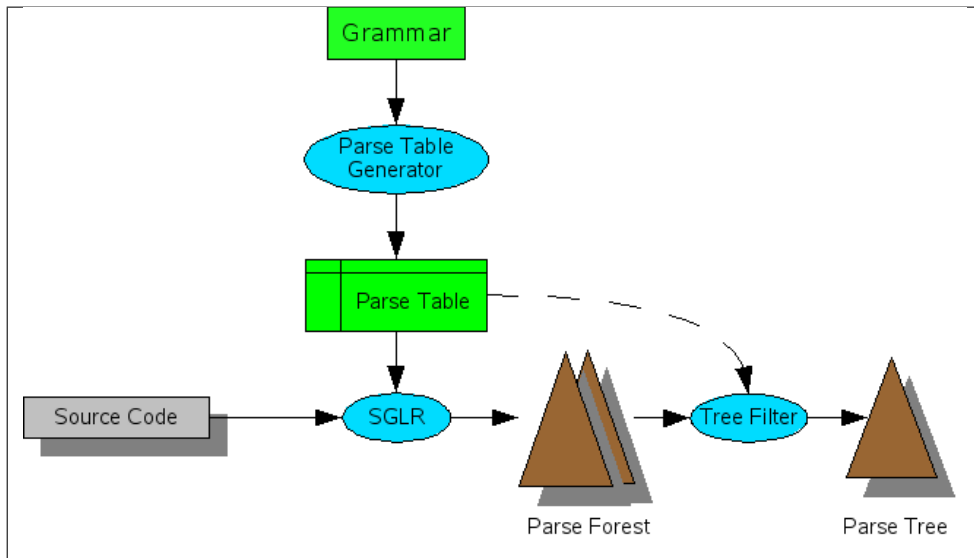 Grammar
Parse Table
Generator
Parse Table
Source Code
SGLR
Tree Filter
Parse Forest
Parse Tree